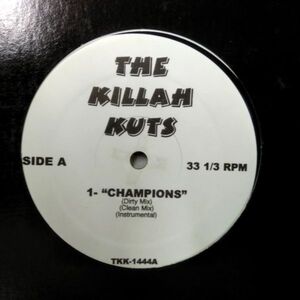 THE
KILLAH
KUTS
SIDE A
33 1/3 RPM
1- “CHAMPIONS”
(Dirty Mix)
(Clean Mix)
(Instrumental)
TKK-1444A